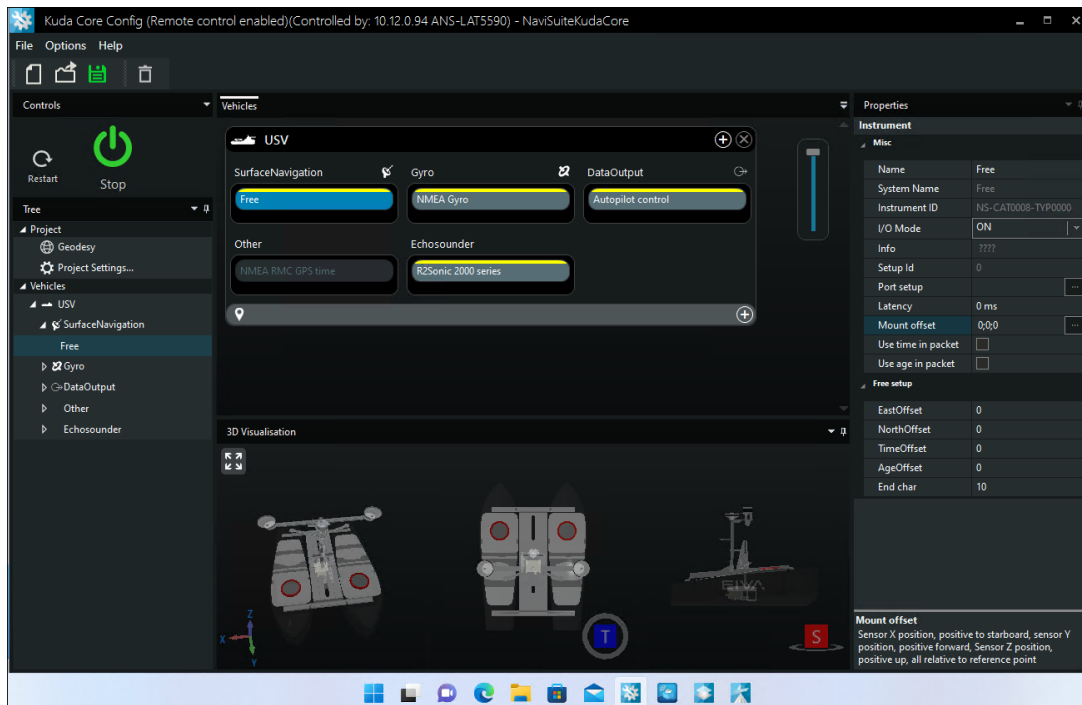 Kuda Core Config (Remote control enabled)(Controlled by: 10.12.0.94 ANS-LAT5590) - NaviSuiteKudaCore
File Options Help
Controls
Restart
Stop
Tree
Project
Geodesy
Project Settings...
Vehicles
USV
SurfaceNavigation
Free
Gyro
DataOutput
Other
Echosounder
Vehicles
USV
SurfaceNavigation
Free
Gyro
NMEA Gyro
DataOutput
Autopilot control
Other
NMEA RMC GPS time
Echosounder
R2Sonic 2000 series
3D Visualisation
Z
X
Y
T
EIVA
S
Properties
Instrument
Misc
Name Free
System Name Free
Instrument ID NS-CAT0008-TYP0000
I/O Mode ON
Info ????
Setup Id 0
Port setup ...
Latency 0 ms
Mount offset 0;0;0 ...
Use time in packet
Use age in packet
Free setup
EastOffset 0
NorthOffset 0
TimeOffset 0
AgeOffset 0
End char 10
Mount offset
Sensor X position, positive to starboard, sensor Y
position, positive forward, Sensor Z position,
positive up, all relative to reference point